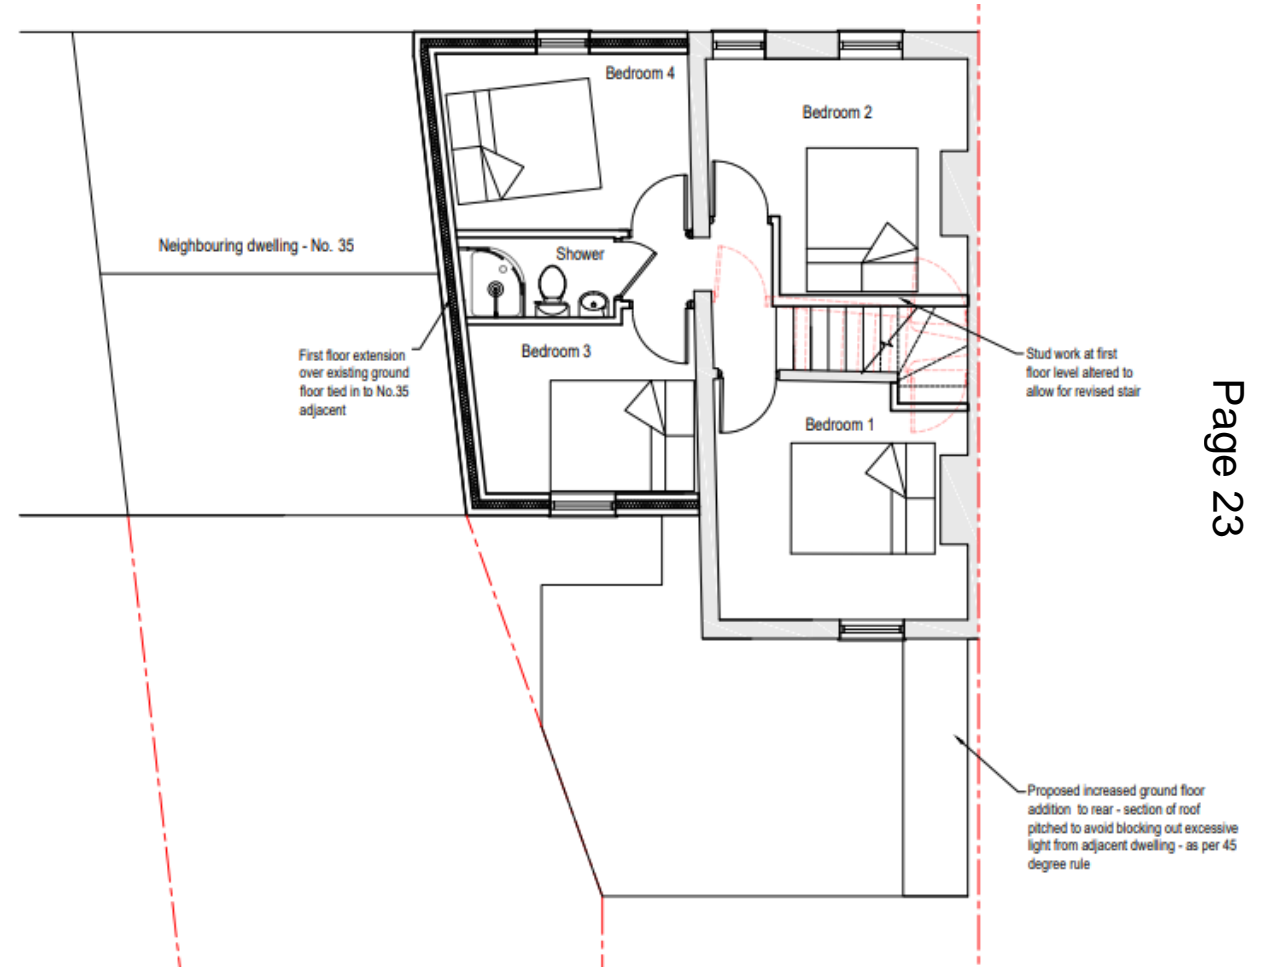 Bedroom 4
Bedroom 2
Neighbouring dwelling - No. 35
Shower
First floor extension
over existing ground
floor tied in to No.35
adjacent
Bedroom 3
Stud work at first
floor level altered to
allow for revised stair
Bedroom 1
Page 23
Proposed increased ground floor
addition to rear - section of roof
pitched to avoid blocking out excessive
light from adjacent dwelling - as per 45
degree rule